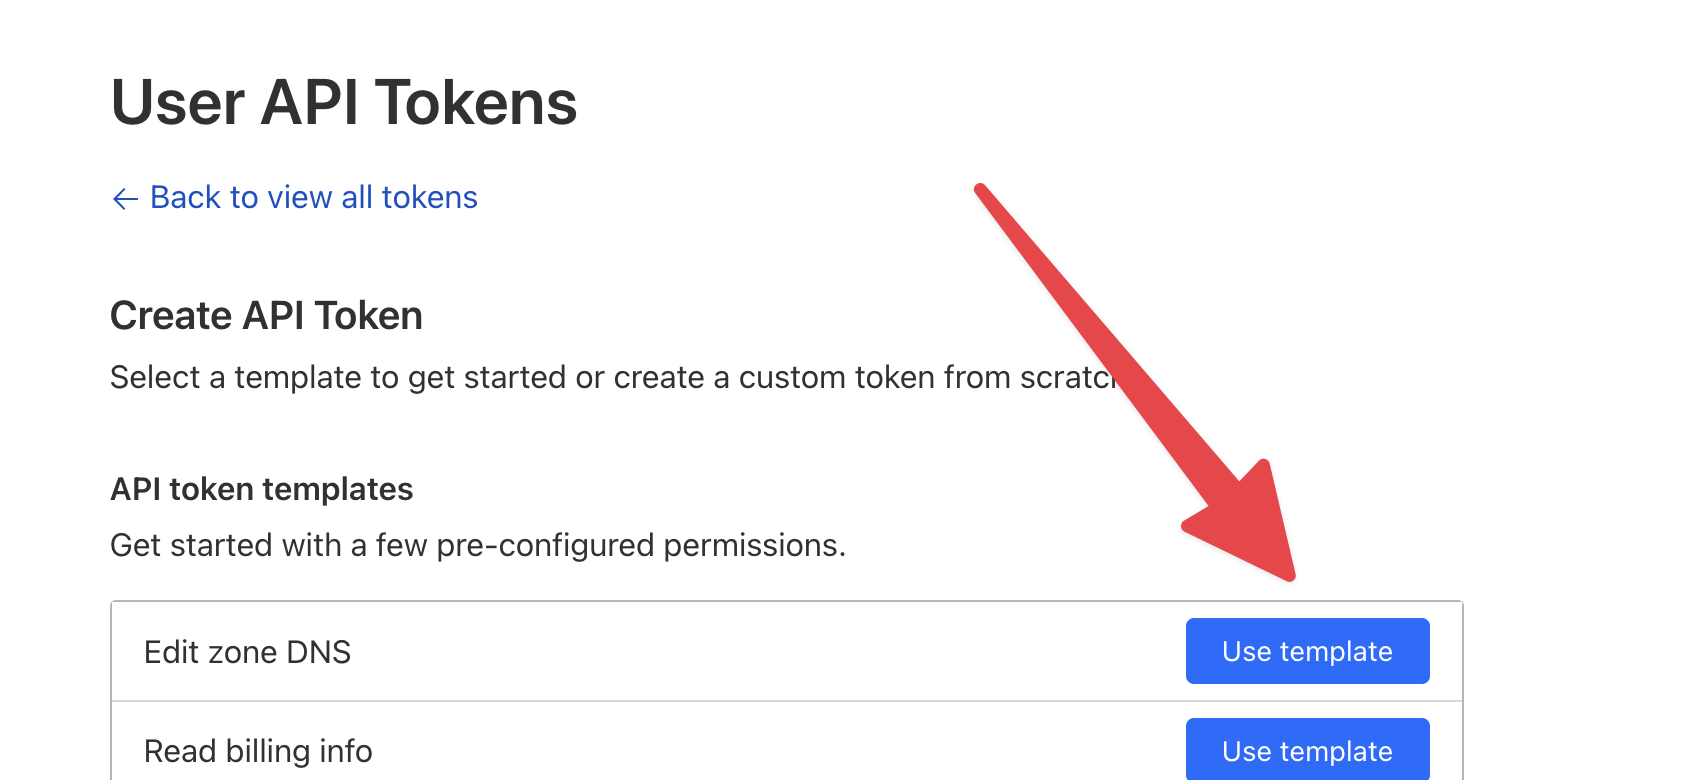 User API Tokens
← Back to view all tokens
Create API Token
Select a template to get started or create a custom token from
API token templates
Get started with a few pre-configured permissions.
Edit zone DNS
Use template
Read billing info
Use template